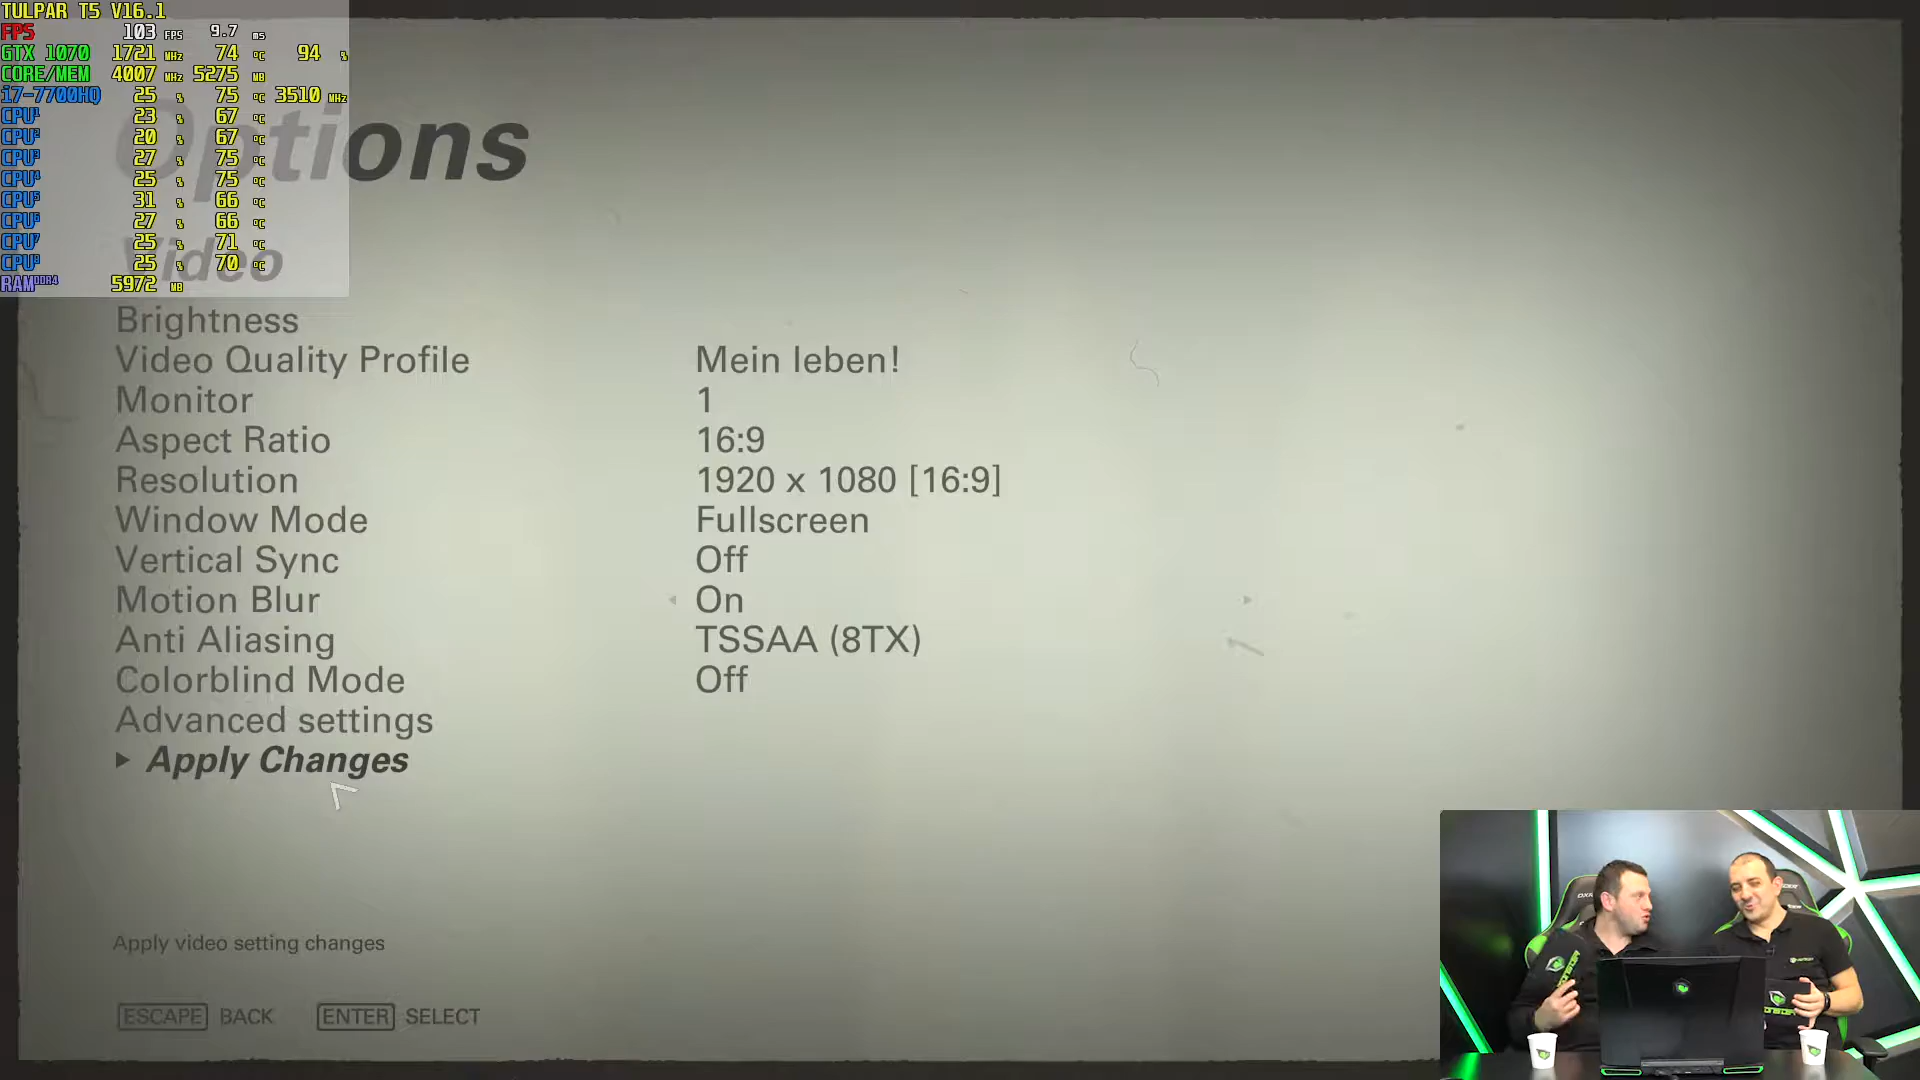 TULPAR T5 V16.1
FPS 103 FPS 9.7 ms
GTX 1070 1721 MHz 74 °C 94 %
CORE/MEM 4007 MHz 5275 MB
i7-7700HQ 25 % 75 °C 3510 MHz
CPU1 23 % 67 °C
CPU2 20 % 67 °C
CPU3 27 % 75 °C
CPU4 25 % 75 °C
CPU5 31 % 66 °C
CPU6 27 % 66 °C
CPU7 25 % 71 °C
CPU8 25 % 70 °C
RAM DDR4 5972 MB
Options
Video
Brightness
Video Quality Profile Mein leben!
Monitor 1
Aspect Ratio 16:9
Resolution 1920 x 1080 [16:9]
Window Mode Fullscreen
Vertical Sync Off
Motion Blur On
Anti Aliasing TSSAA (8TX)
Colorblind Mode Off
Advanced settings
Apply Changes
Apply video setting changes
ESCAPE BACK ENTER SELECT